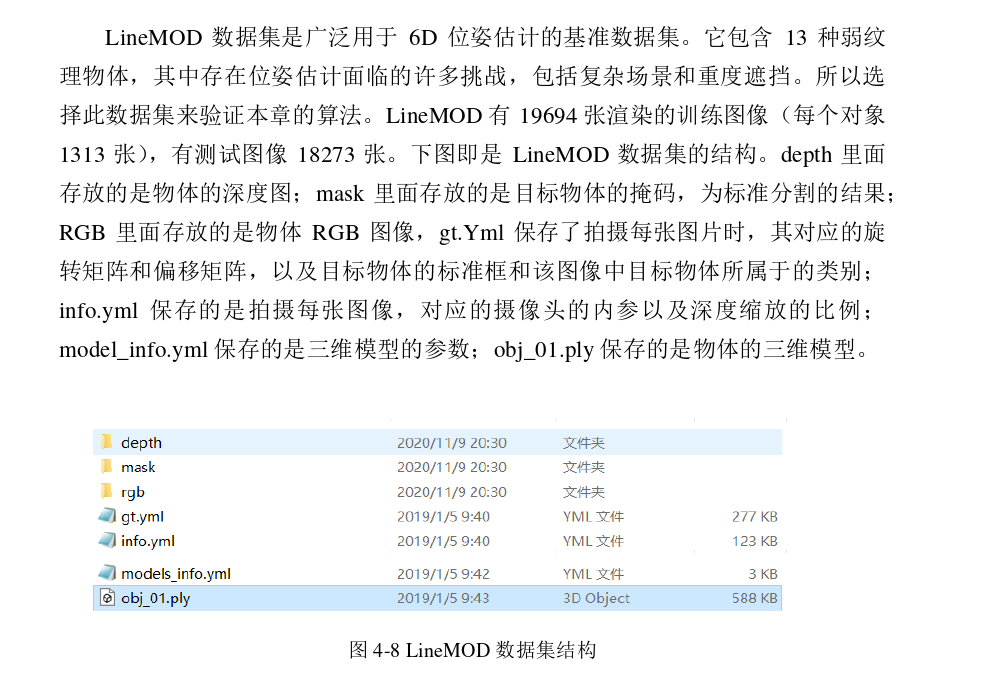 LineMOD 数据集是广泛用于 6D 位姿估计的基准数据集。它包含 13 种弱纹
理物体，其中存在位姿估计面临的许多挑战，包括复杂场景和重度遮挡。所以选
择此数据集来验证本章的算法。LineMOD 有 19694 张渲染的训练图像（每个对象
1313 张），有测试图像 18273 张。下图即是 LineMOD 数据集的结构。depth 里面
存放的是物体的深度图；mask 里面存放的是目标物体的掩码，为标准分割的结果；
RGB 里面存放的是物体 RGB 图像，gt.Yml 保存了拍摄每张图片时，其对应的旋
转矩阵和偏移矩阵，以及目标物体的标准框和该图像中目标物体所属于的类别；
info.yml 保存的是拍摄每张图像，对应的摄像头的内参以及深度缩放的比例；
model_info.yml 保存的是三维模型的参数；obj_01.ply 保存的是物体的三维模型。
depth 2020/11/9 20:30 文件夹
mask 2020/11/9 20:30 文件夹
rgb 2020/11/9 20:30 文件夹
gt.yml 2019/1/5 9:40 YML 文件 277 KB
info.yml 2019/1/5 9:40 YML 文件 123 KB
models_info.yml 2019/1/5 9:42 YML 文件 3 KB
obj_01.ply 2019/1/5 9:43 3D Object 588 KB
图 4-8 LineMOD 数据集结构